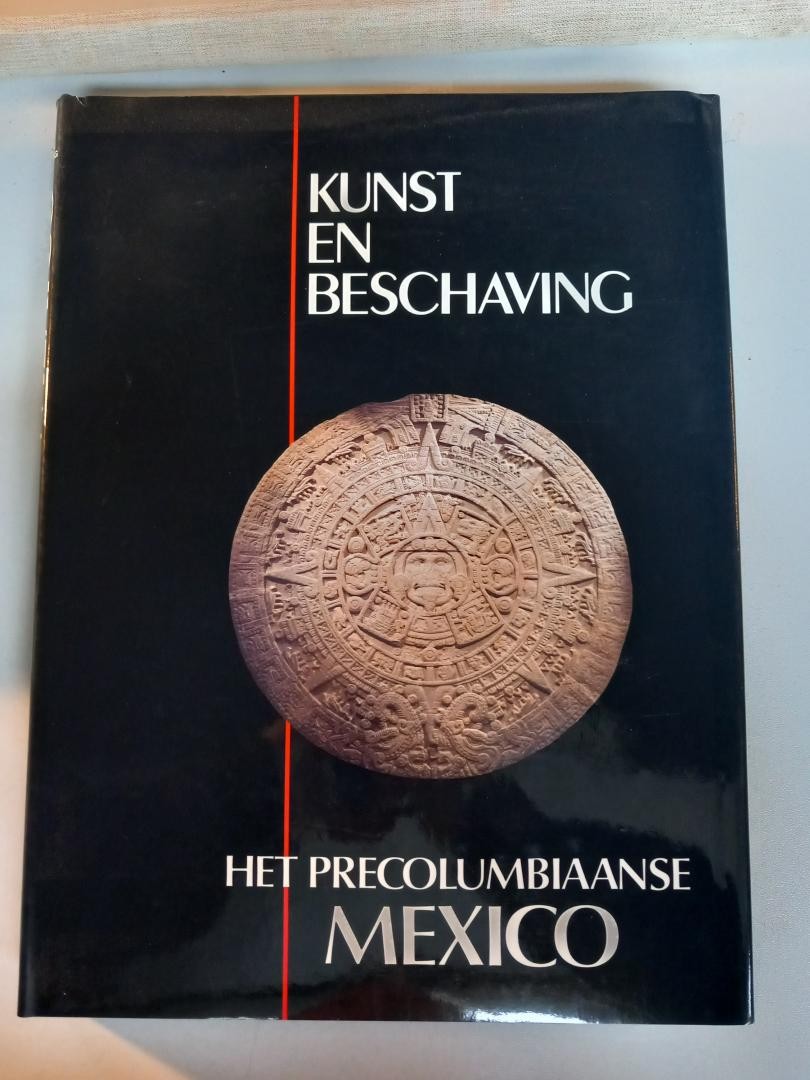 KUNST
EN
BESCHAVING
HET PRECOLUMBIAANSE
MEXICO